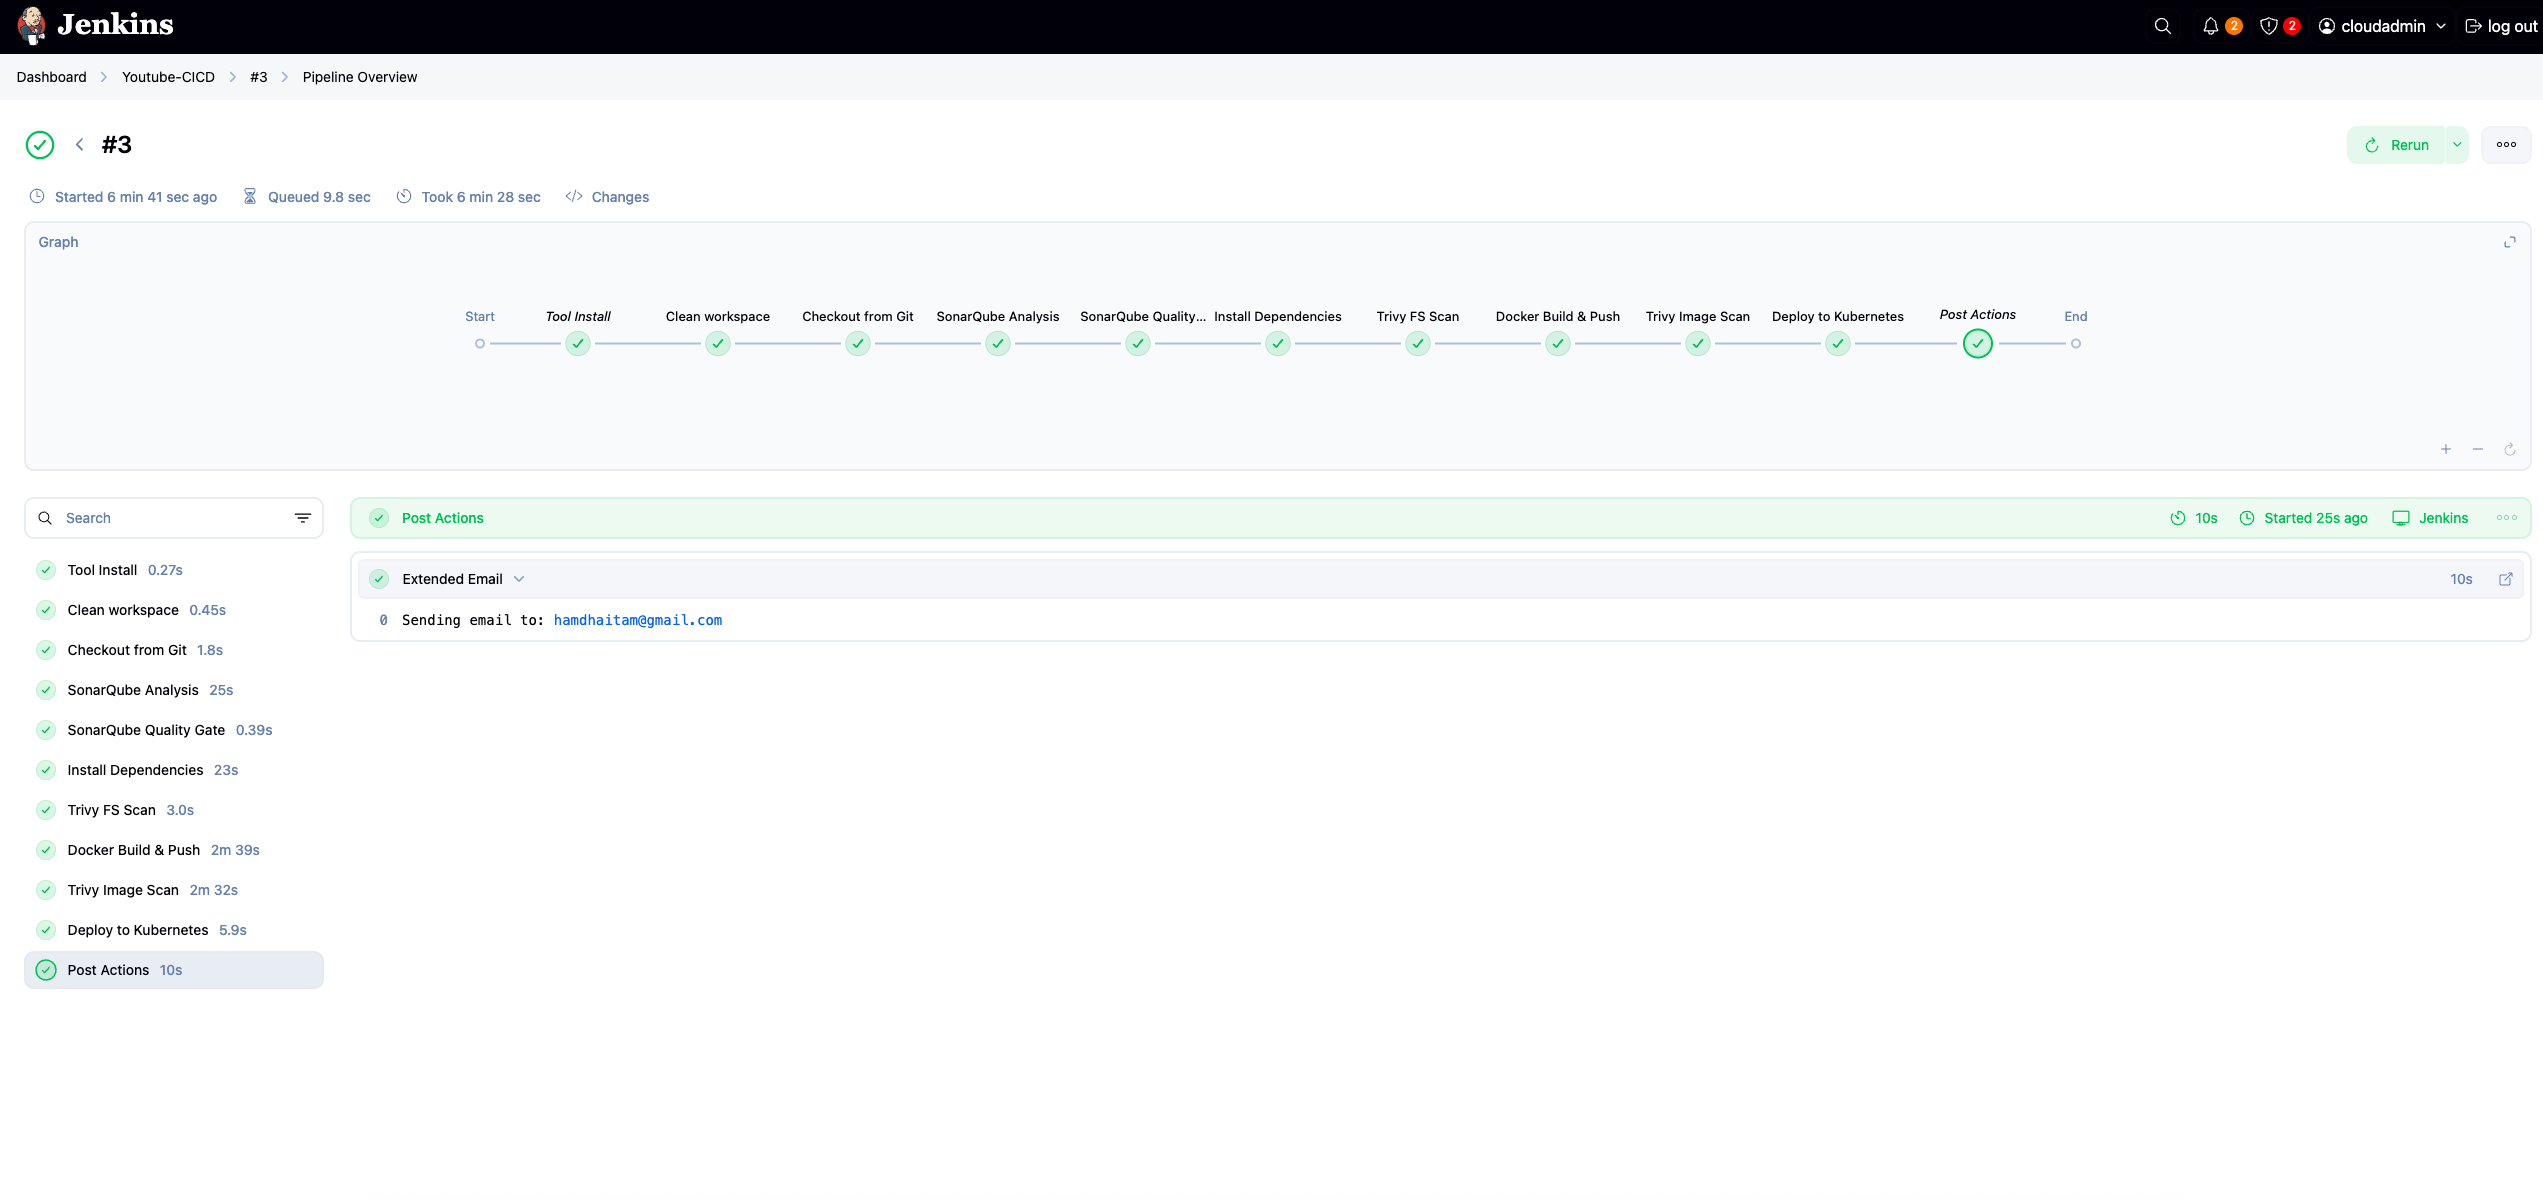 Jenkins
2
2
cloudadmin
log out
Dashboard
Youtube-CICD
#3
Pipeline Overview
#3
Rerun
Started 6 min 41 sec ago
Queued 9.8 sec
Took 6 min 28 sec
Changes
Graph
Start
Tool Install
Clean workspace
Checkout from Git
SonarQube Analysis
SonarQube Quality...
Install Dependencies
Trivy FS Scan
Docker Build & Push
Trivy Image Scan
Deploy to Kubernetes
Post Actions
End
Search
Tool Install 0.27s
Clean workspace 0.45s
Checkout from Git 1.8s
SonarQube Analysis 25s
SonarQube Quality Gate 0.39s
Install Dependencies 23s
Trivy FS Scan 3.0s
Docker Build & Push 2m 39s
Trivy Image Scan 2m 32s
Deploy to Kubernetes 5.9s
Post Actions 10s
Post Actions
10s
Started 25s ago
Jenkins
Extended Email
10s
0 Sending email to: hamdhaitam@gmail.com